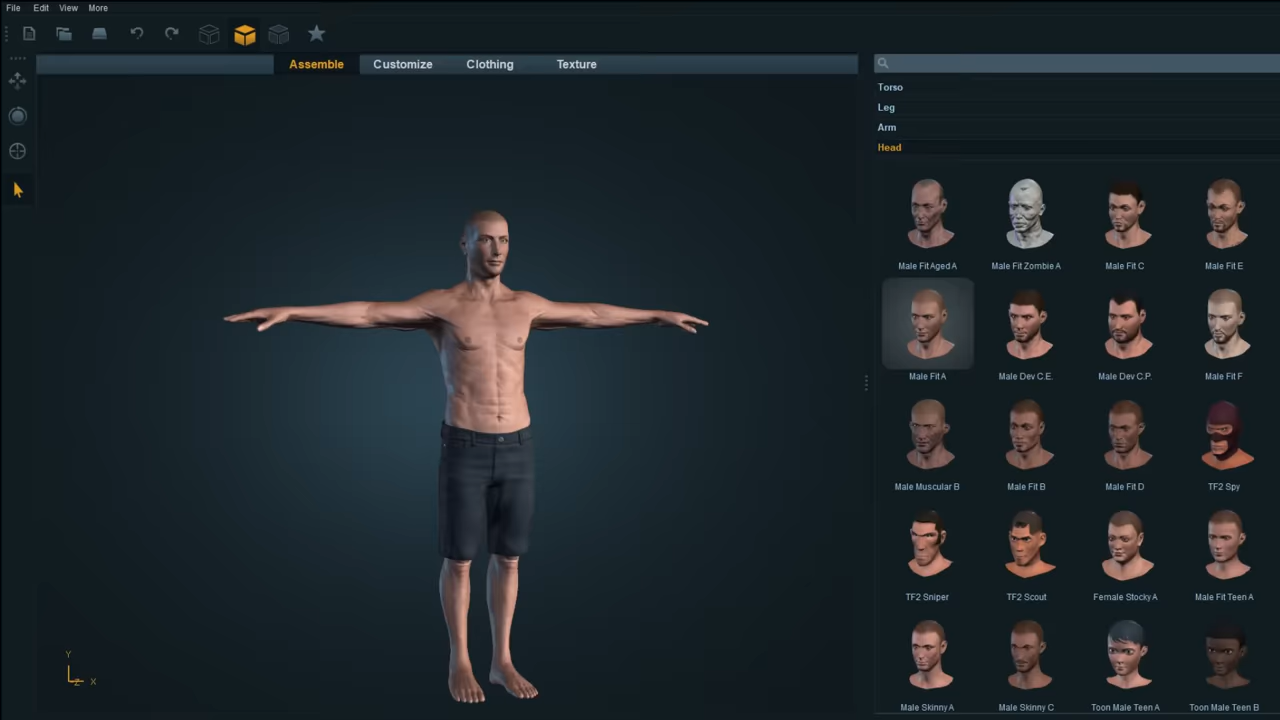 File Edit View More
Assemble Customize Clothing Texture
Torso
Leg
Arm
Head
Male Fit Aged A Male Fit Zombie A Male Fit C Male Fit E
Male Fit A Male Dev C.E. Male Dev C.P. Male Fit F
Male Muscular B Male Fit B Male Fit D TF2 Spy
TF2 Sniper TF2 Scout Female Stocky A Male Fit Teen A
Male Skinny A Male Skinny C Toon Male Teen A Toon Male Teen B
Y
Z X